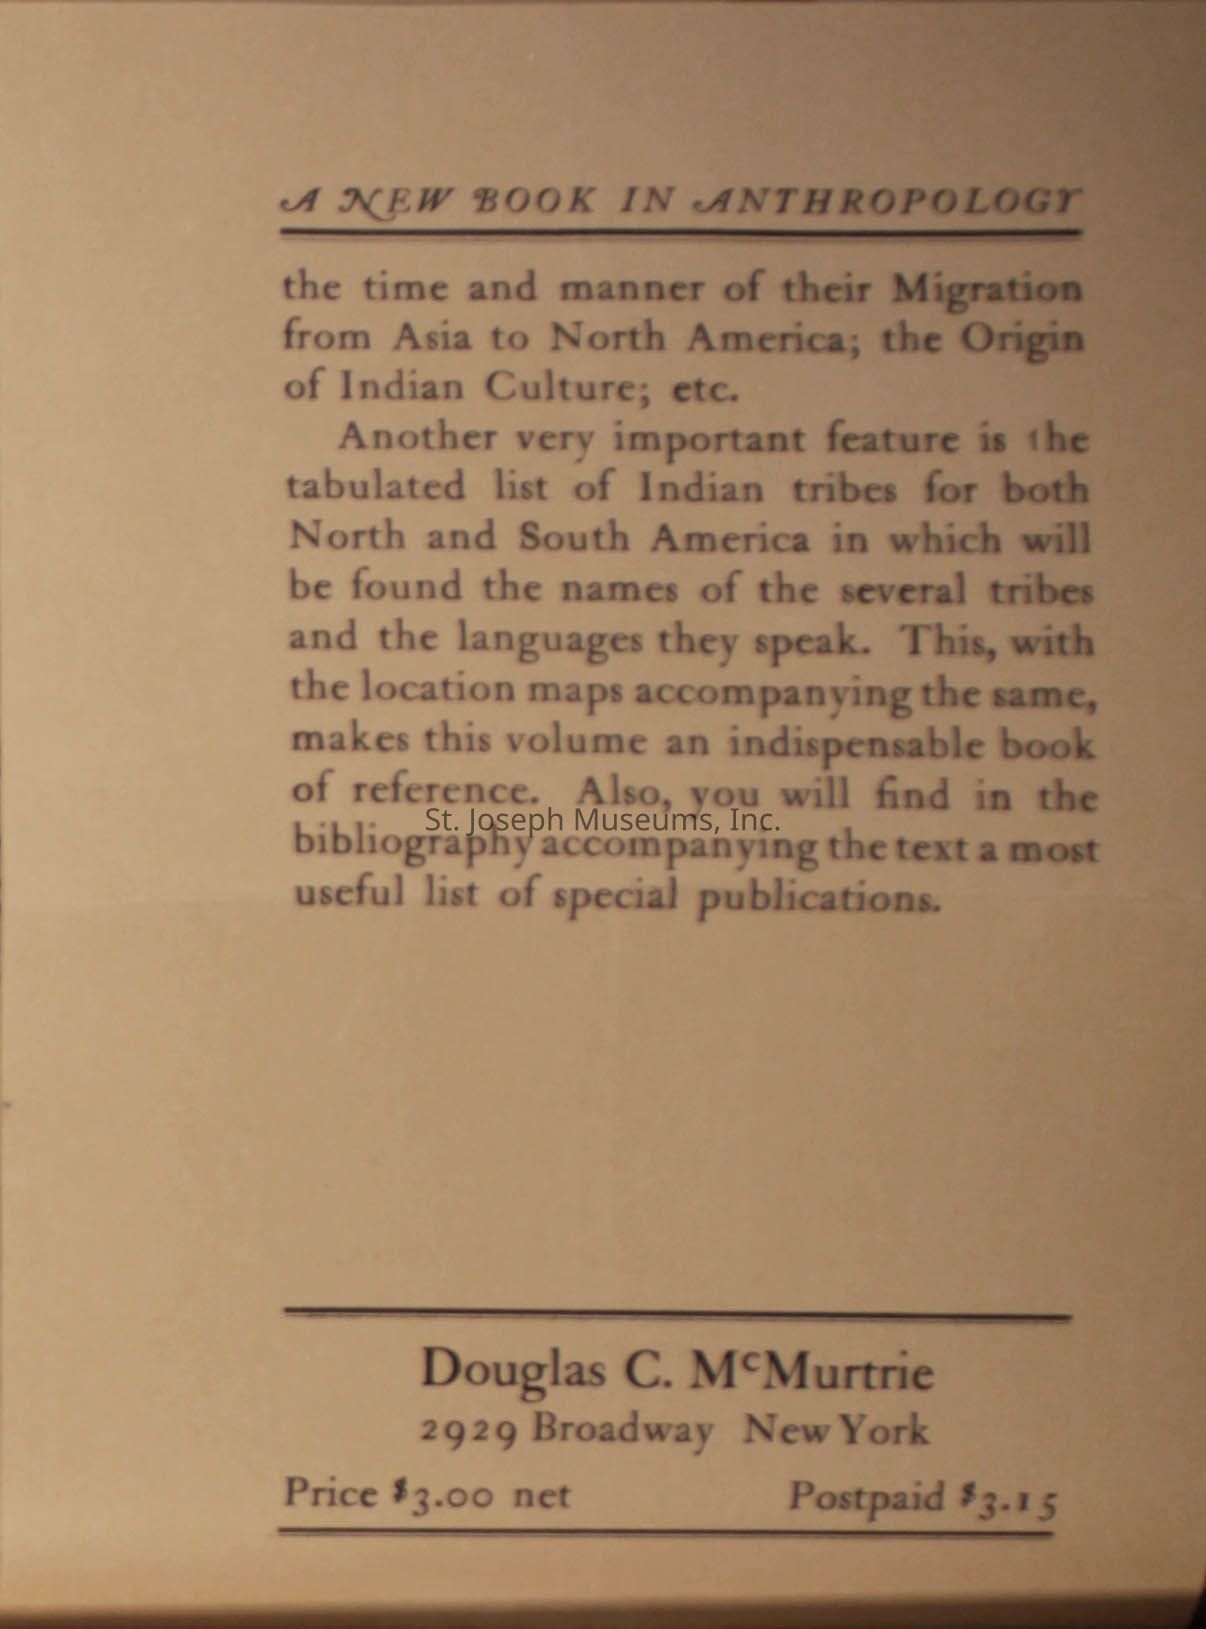 A NEW BOOK IN ANTHROPOLOGY
the time and manner of their Migration
from Asia to North America; the Origin
of Indian Culture; etc.
Another very important feature is the
tabulated list of Indian tribes for both
North and South America in which will
be found the names of the several tribes
and the languages they speak. This, with
the location maps accompanying the same,
makes this volume an indispensable book
of reference. Also, you will find in the
St. Joseph Museums, Inc.
bibliography accompanying the text a most
useful list of special publications.
Douglas C. McMurtrie
2929 Broadway New York
Price $3.00 net Postpaid $3.15